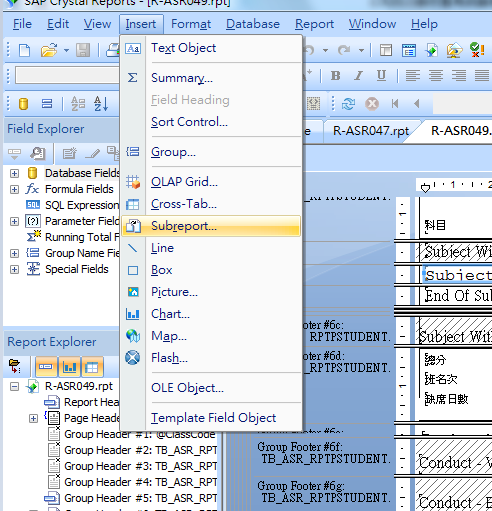 SAP Crystal Reports - [R-ASR049.rpt]
File Edit View Insert Format Database Report Window Help
Text Object
Summary...
Field Heading
Sort Control...
Group...
OLAP Grid...
Cross-Tab...
Subreport...
Line
Box
Picture...
Chart...
Map...
Flash...
OLE Object...
Template Field Object
B I U
Field Explorer
Database Fields
Formula Fields
SQL Expression
Parameter Field
Running Total F
Group Name Fie
Special Fields
Report Explorer
R-ASR049.rpt
Report Heade
Page Header
Group Header #1: @ClassCode
Group Header #2: TB_ASR_RPT
Group Header #3: TB_ASR_RPT
Group Header #4: TB_ASR_RPT
Group Header #5: TB_ASR_RPT
R-ASR047.rpt
R-ASR049.
_RPTPSTUDENT.
Footer #6c:
_RPTPSTUDENT.
Footer #6d:
_RPTPSTUDENT.
Group Footer #6f:
TB_ASR_RPTPSTUDENT.
Group Footer #6g:
TB_ASR_RPTPSTUDENT.
科目
Subject Wi
Subject
End Of Sub
Subject Wit
總分
班名次
缺席日數
Conduct - V
Conduct - E